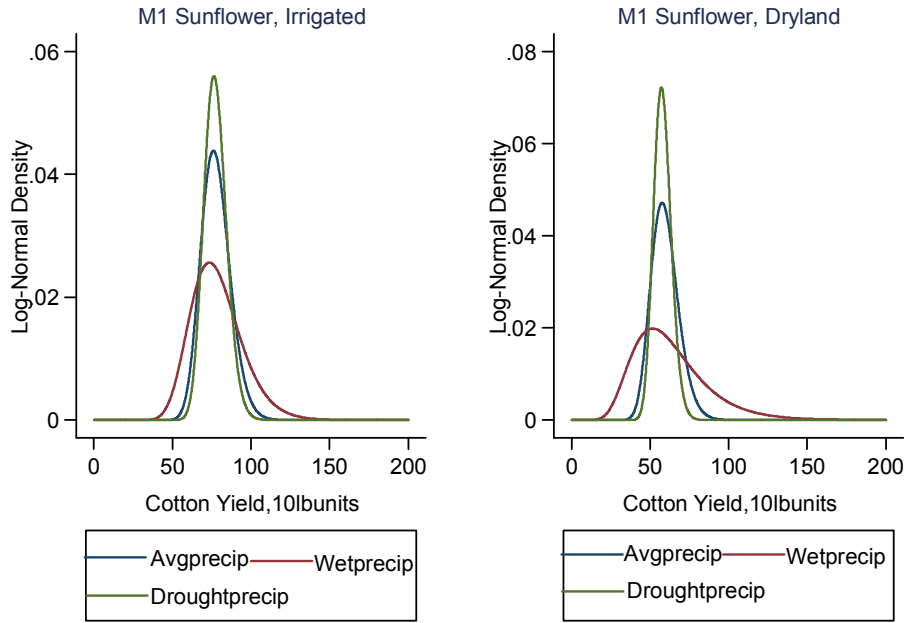 M1 Sunflower, Irrigated
.06
.04
.02
0
Log-Normal Density
0 50 100 150 200
Cotton Yield,10lbunits
Avgprecip Wetprecip
Droughtprecip
M1 Sunflower, Dryland
.08
.06
.04
.02
0
Log-Normal Density
0 50 100 150 200
Cotton Yield,10lbunits
Avgprecip Wetprecip
Droughtprecip